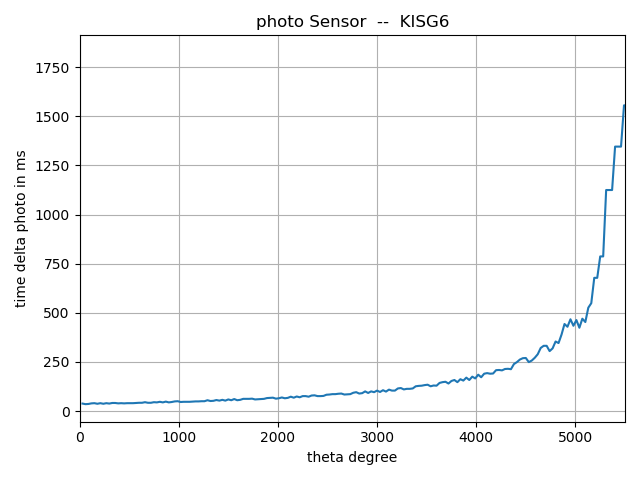 photo Sensor -- KISG6
time delta photo in ms
1750
1500
1250
1000
750
500
250
0
0 1000 2000 3000 4000 5000
theta degree